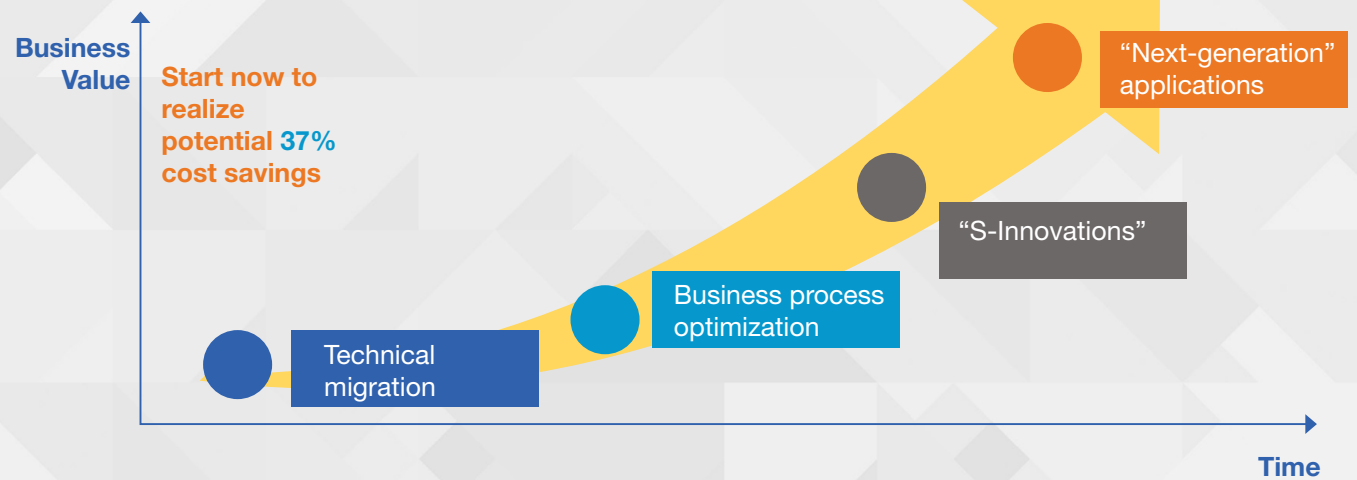 Business
Value
Start now to
realize
potential 37%
cost savings
“Next-generation”
applications
“S-Innovations”
Business process
optimization
Technical
migration
Time